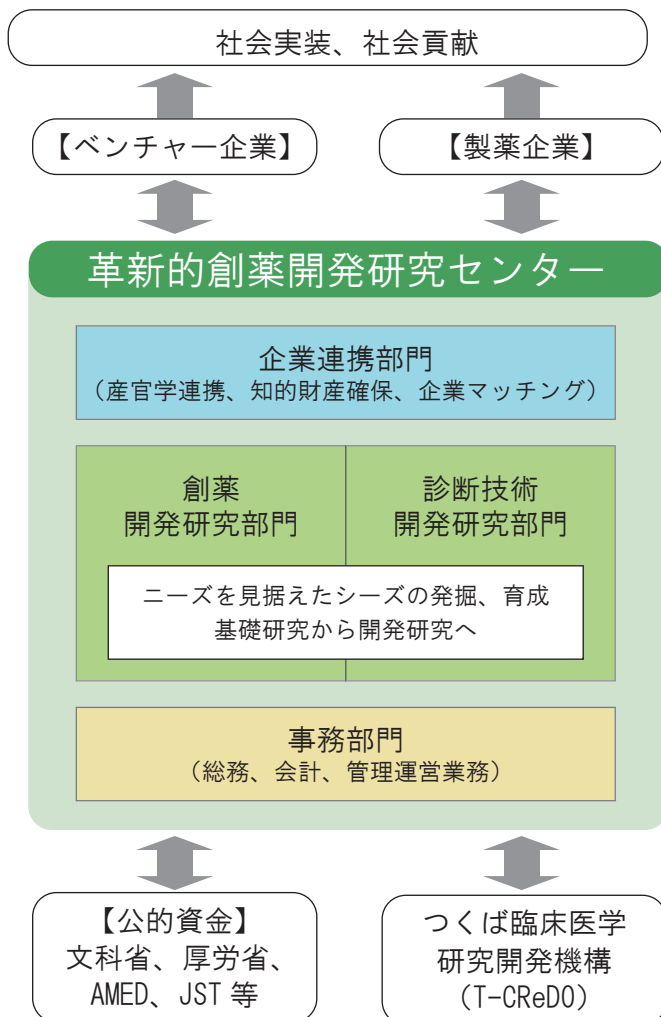 社会実装、社会貢献
【ベンチャー企業】
【製薬企業】
革新的創薬開発研究センター
企業連携部門
（産官学連携、知的財産確保、企業マッチング）
創薬
開発研究部門
診断技術
開発研究部門
ニーズを見据えたシーズの発掘、育成
基礎研究から開発研究へ
事務部門
（総務、会計、管理運営業務）
【公的資金】
文科省、厚労省、
AMED、JST 等
つくば臨床医学
研究開発機構
（T-CReDO）